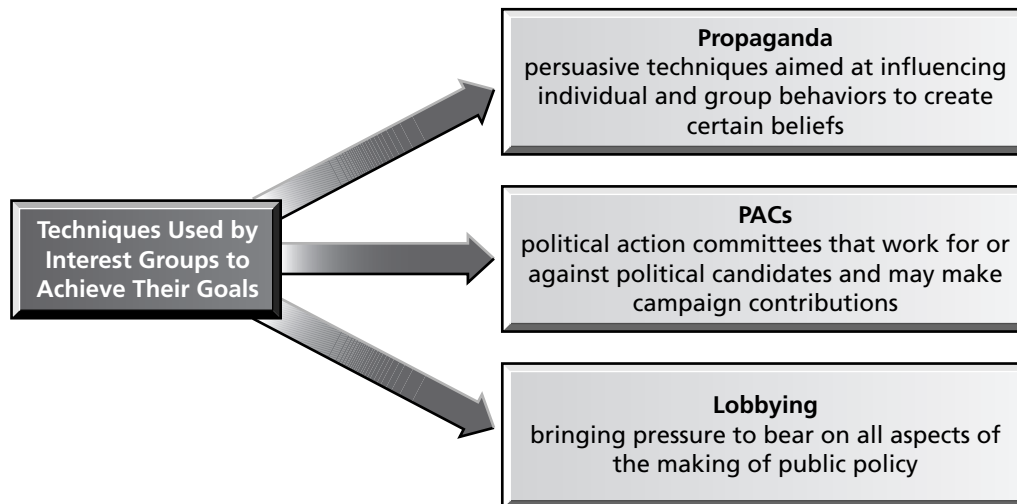 Techniques Used by
Interest Groups to
Achieve Their Goals
Propaganda
persuasive techniques aimed at influencing
individual and group behaviors to create
certain beliefs
PACs
political action committees that work for or
against political candidates and may make
campaign contributions
Lobbying
bringing pressure to bear on all aspects of
the making of public policy